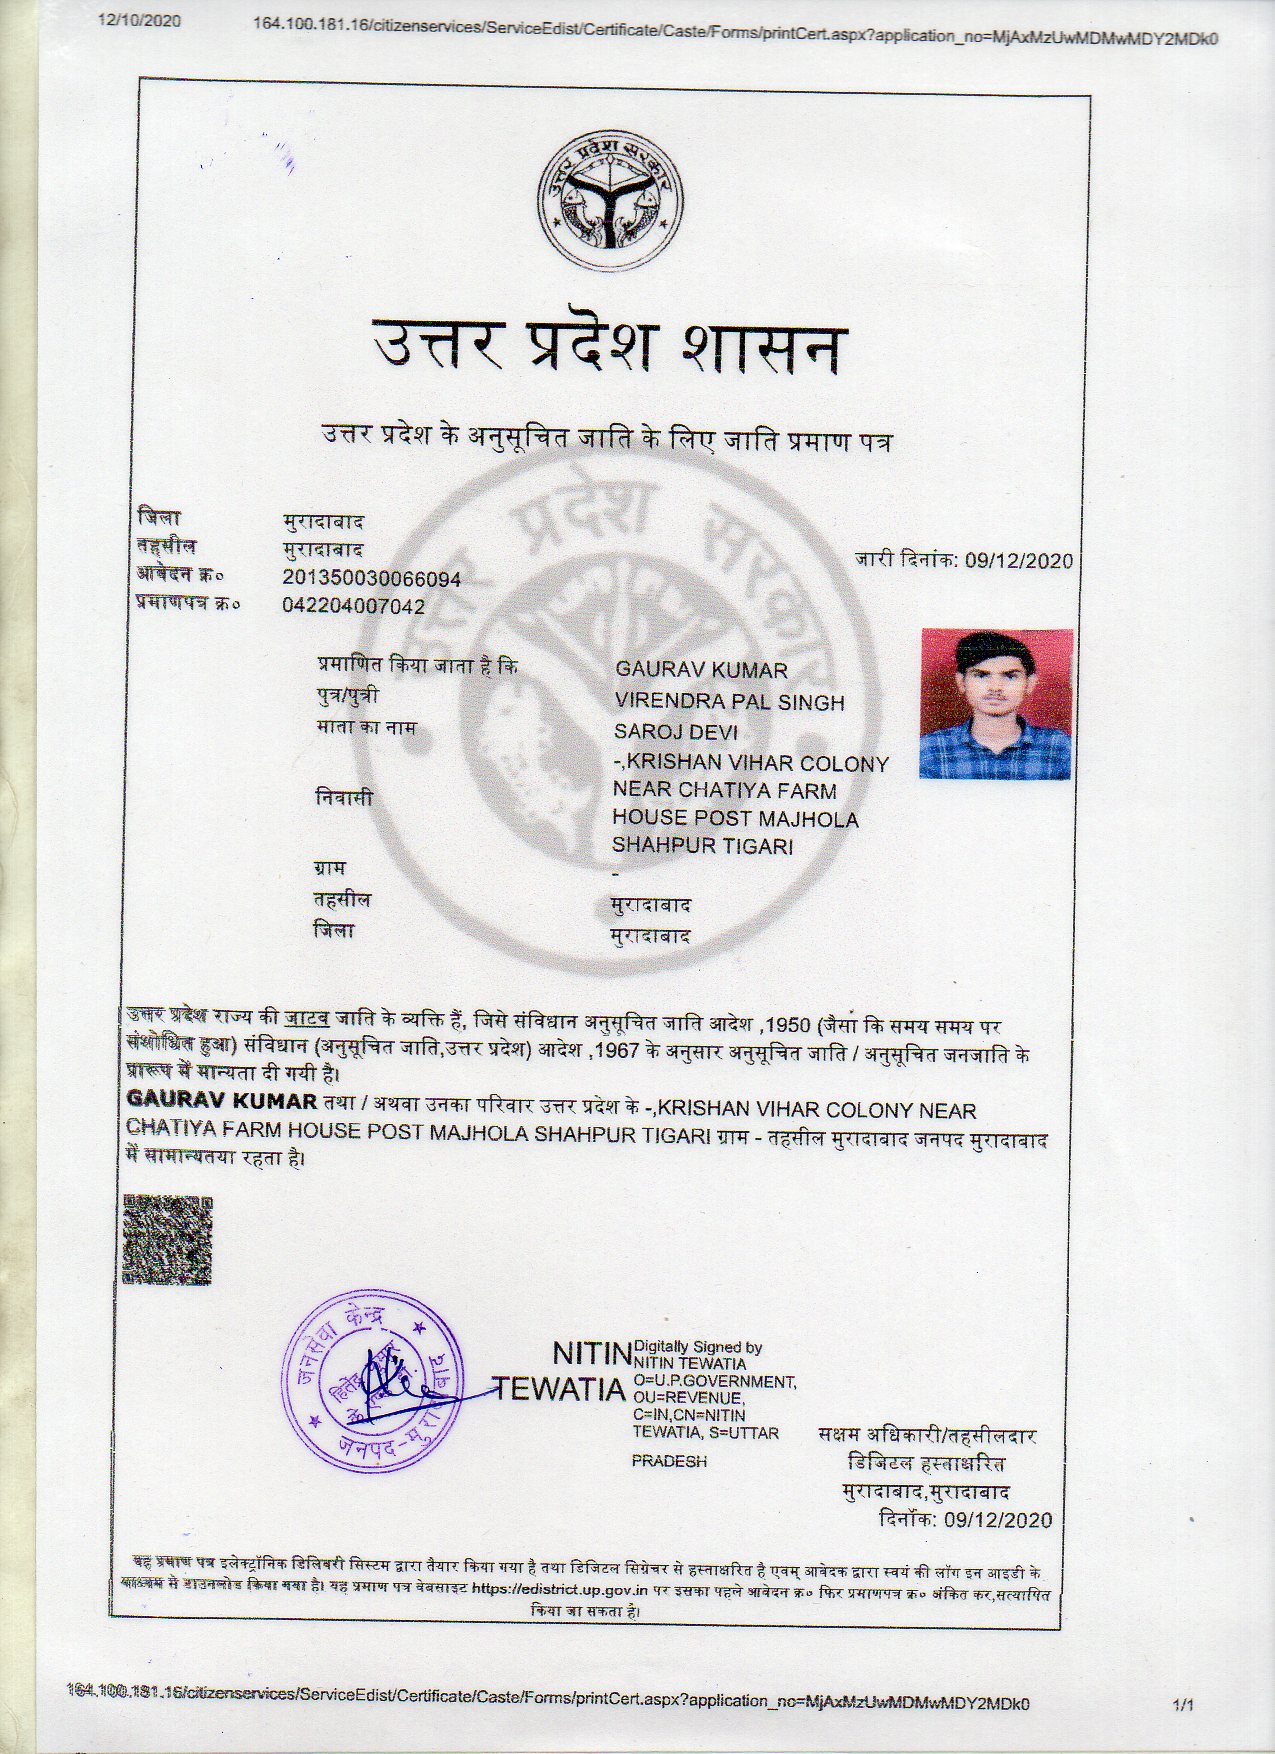 12/10/2020 164.100.181.16/citizenservices/ServiceEdist/Certificate/Caste/Forms/printCert.aspx?application_no=MjAxMzUwMDMwMDY2MDk0
उत्तर प्रदेश सरकार
उत्तर प्रदेश शासन
उत्तर प्रदेश के अनुसूचित जाति के लिए जाति प्रमाण पत्र
उत्तर प्रदेश सरकार
जिला मुरादाबाद
तहसील मुरादाबाद
जारी दिनांक: 09/12/2020
आवेदन क्र० 201350030066094
प्रमाणपत्र क्र० 042204007042
प्रमाणित किया जाता है कि GAURAV KUMAR
पुत्र/पुत्री VIRENDRA PAL SINGH
माता का नाम SAROJ DEVI
निवासी -,KRISHAN VIHAR COLONY
NEAR CHATIYA FARM
HOUSE POST MAJHOLA
SHAHPUR TIGARI
ग्राम -
तहसील मुरादाबाद
जिला मुरादाबाद
उत्तर प्रदेश राज्य की जाटव जाति के व्यक्ति हैं, जिसे संविधान अनुसूचित जाति आदेश ,1950 (जैसा कि समय समय पर
संशोधित हुआ) संविधान (अनुसूचित जाति,उत्तर प्रदेश) आदेश ,1967 के अनुसार अनुसूचित जाति / अनुसूचित जनजाति के
प्रारूप में मान्यता दी गयी है।
GAURAV KUMAR तथा / अथवा उनका परिवार उत्तर प्रदेश के -,KRISHAN VIHAR COLONY NEAR
CHATIYA FARM HOUSE POST MAJHOLA SHAHPUR TIGARI ग्राम - तहसील मुरादाबाद जनपद मुरादाबाद
में सामान्यतया रहता है।
जनसेवा केन्द्र
जनपद-मुरादाबाद
NITIN
TEWATIA
Digitally Signed by
NITIN TEWATIA
O=U.P.GOVERNMENT,
OU=REVENUE,
C=IN,CN=NITIN
TEWATIA, S=UTTAR
PRADESH
सक्षम अधिकारी/तहसीलदार
डिजिटल हस्ताक्षरित
मुरादाबाद,मुरादाबाद
दिनाँक: 09/12/2020
यह प्रमाण पत्र इलेक्ट्रॉनिक डिलिवरी सिस्टम द्वारा तैयार किया गया है तथा डिजिटल सिग्नेचर से हस्ताक्षरित है एवम् आवेदक द्वारा स्वयं की लॉग इन आइडी के
माध्यम से डाउनलोड किया गया है। यह प्रमाण पत्र वेबसाइट https://edistrict.up.gov.in पर इसका पहले आवेदन क्र० फिर प्रमाणपत्र क्र० अंकित कर,सत्यापित
किया जा सकता है।
164.100.181.16/citizenservices/ServiceEdist/Certificate/Caste/Forms/printCert.aspx?application_no=MjAxMzUwMDMwMDY2MDk0 1/1